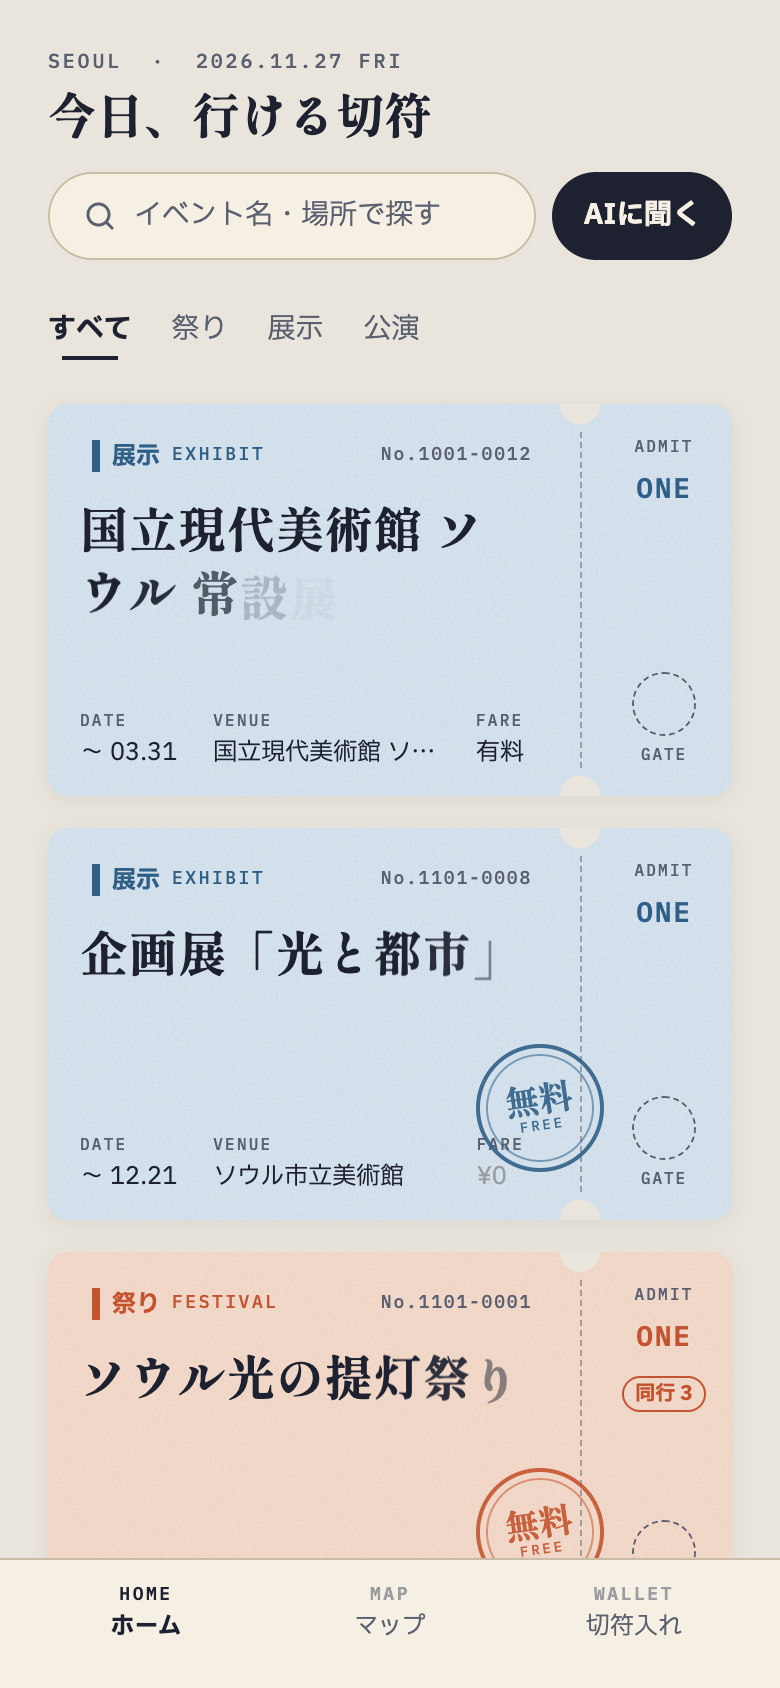 SEOUL · 2026.11.27 FRI
今日、行ける切符
イベント名・場所で探す
AIに聞く
すべて 祭り 展示 公演
展示 EXHIBIT No.1001-0012
ADMIT
ONE
国立現代美術館 ソ
ウル 常設展
DATE VENUE FARE
〜 03.31 国立現代美術館 ソ… 有料
GATE
展示 EXHIBIT No.1101-0008
ADMIT
ONE
企画展「光と都市」
無料
FREE
DATE VENUE FARE
〜 12.21 ソウル市立美術館 ¥0
GATE
祭り FESTIVAL No.1101-0001
ADMIT
ONE
同行 3
ソウル光の提灯祭り
無料
FREE
HOME MAP WALLET
ホーム マップ 切符入れ